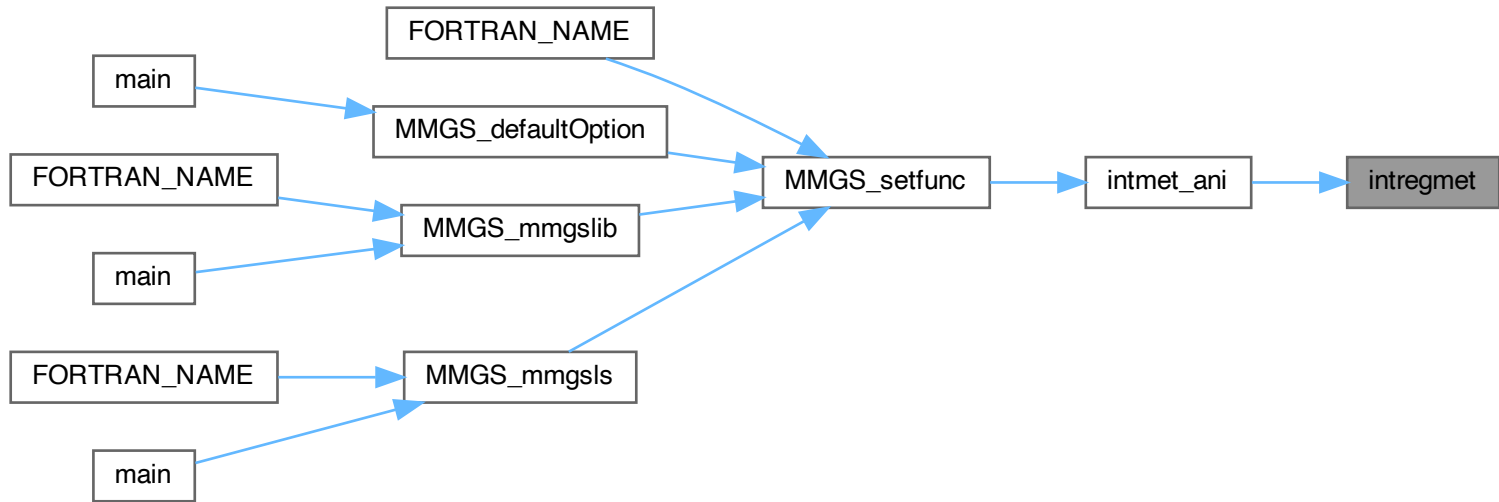 FORTRAN_NAME
main
MMGS_defaultOption
FORTRAN_NAME
MMGS_setfunc
intmet_ani
intregmet
MMGS_mmgslib
main
FORTRAN_NAME
MMGS_mmgsls
main